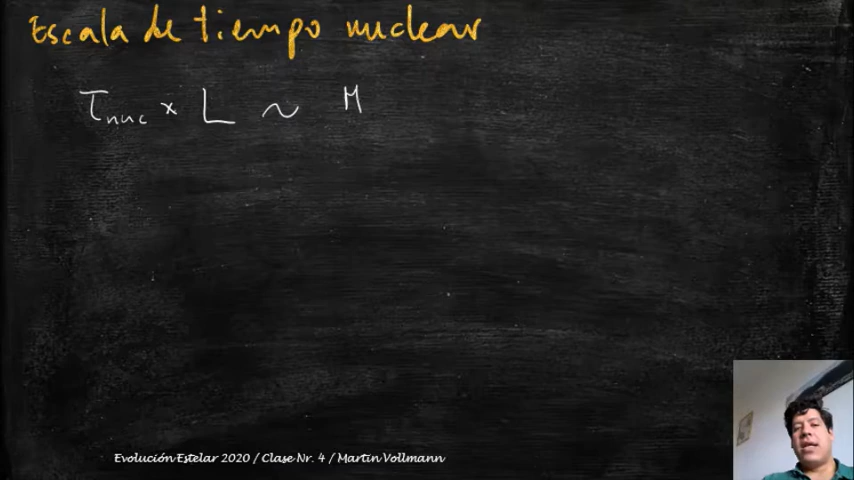 Escala de tiempo nuclear
τnuc × L ~ M
Evolución Estelar 2020 / Clase Nr. 4 / Martin Vollmann